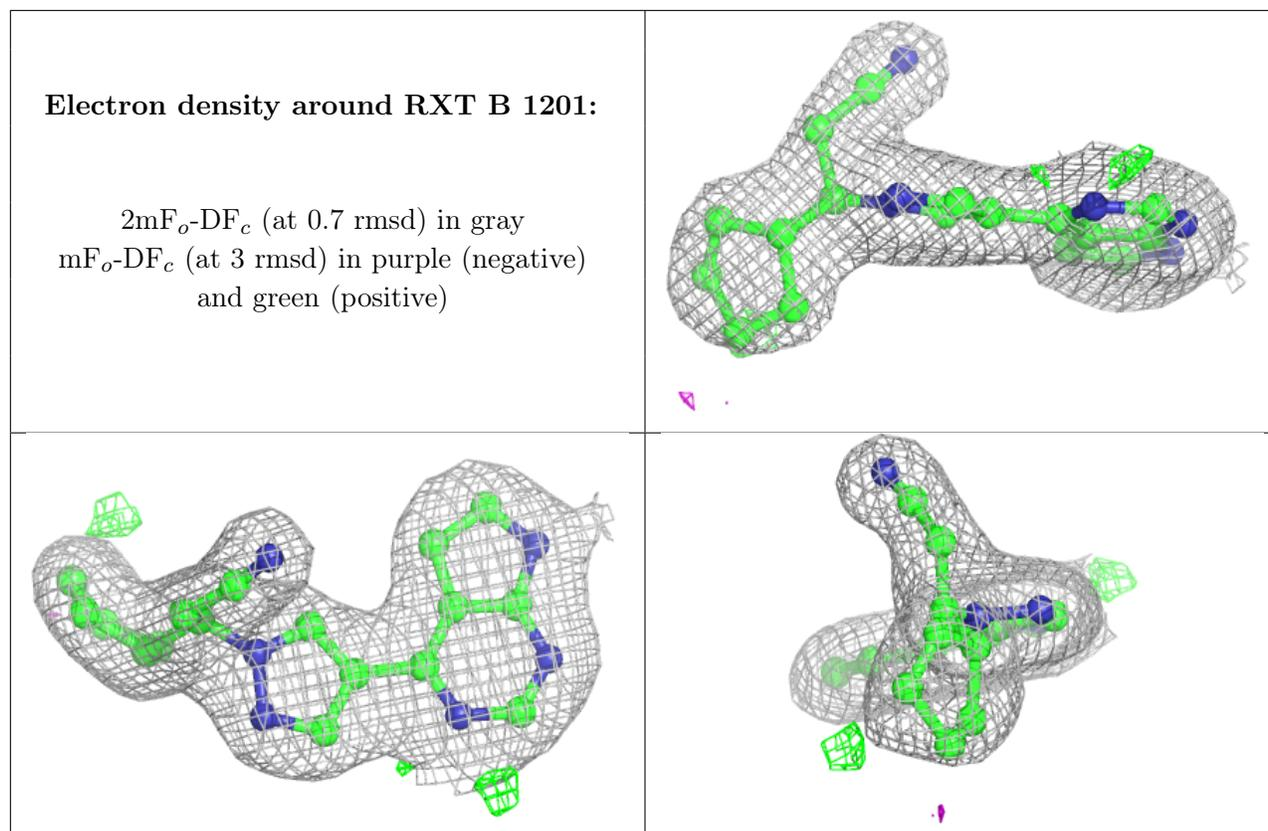 Electron density around RXT B 1201:
2mFo-DFc (at 0.7 rmsd) in gray
mFo-DFc (at 3 rmsd) in purple (negative)
and green (positive)